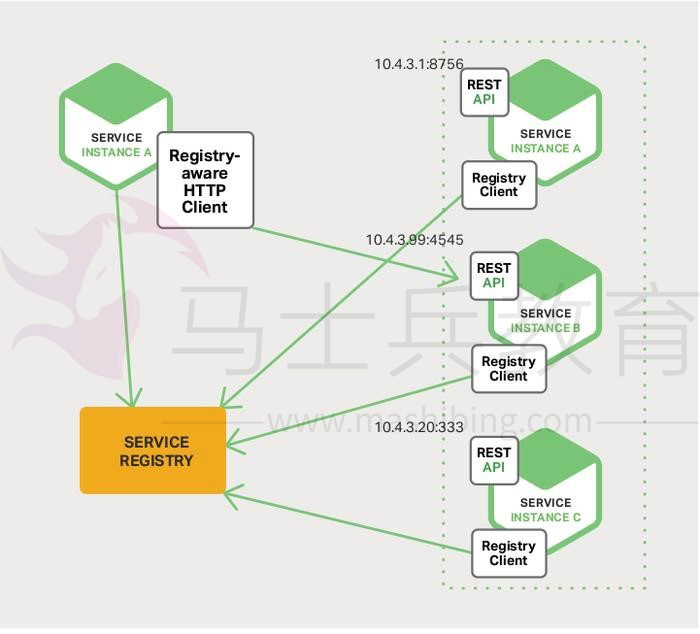 10.4.3.1:8756
REST
API
SERVICE
INSTANCE A
SERVICE
INSTANCE A
Registry-
aware
HTTP
Client
Registry
Client
10.4.3.99:4545
REST
API
SERVICE
INSTANCE B
马士兵教育
Registry
Client
www.mashibing.com
10.4.3.20:333
SERVICE
REGISTRY
REST
API
SERVICE
INSTANCE C
Registry
Client